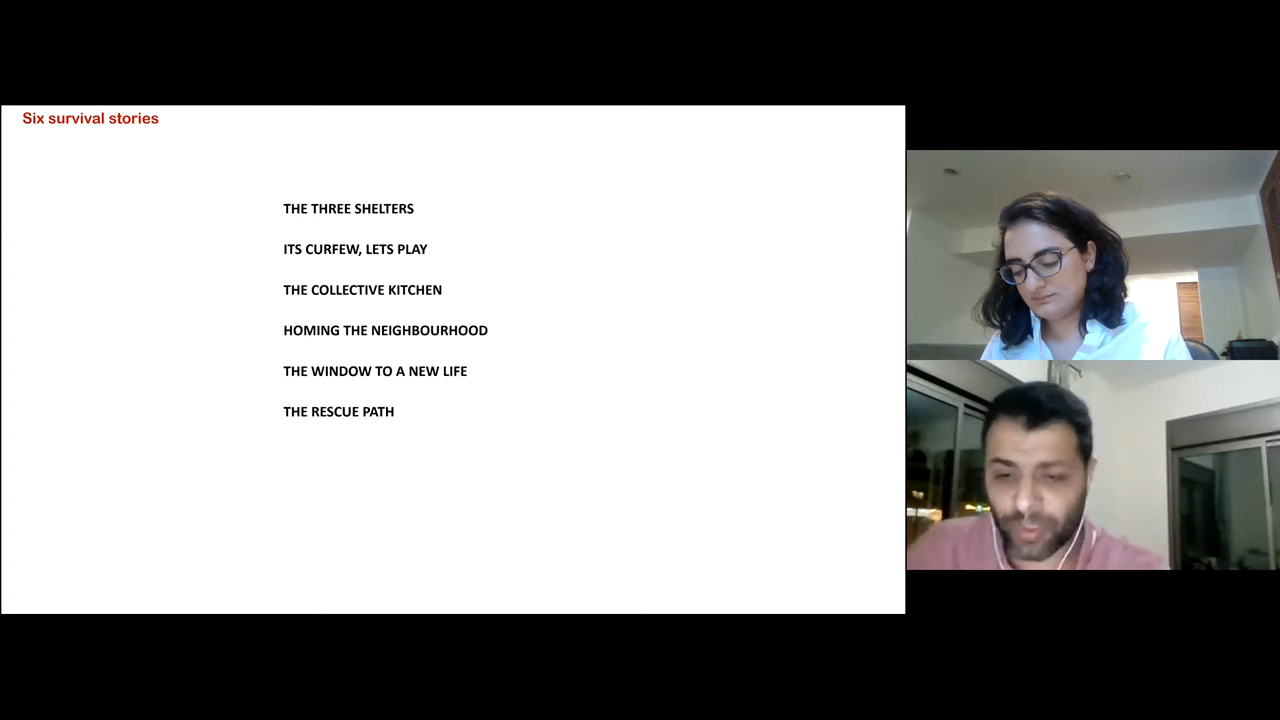 Six survival stories
THE THREE SHELTERS
ITS CURFEW, LETS PLAY
THE COLLECTIVE KITCHEN
HOMING THE NEIGHBOURHOOD
THE WINDOW TO A NEW LIFE
THE RESCUE PATH